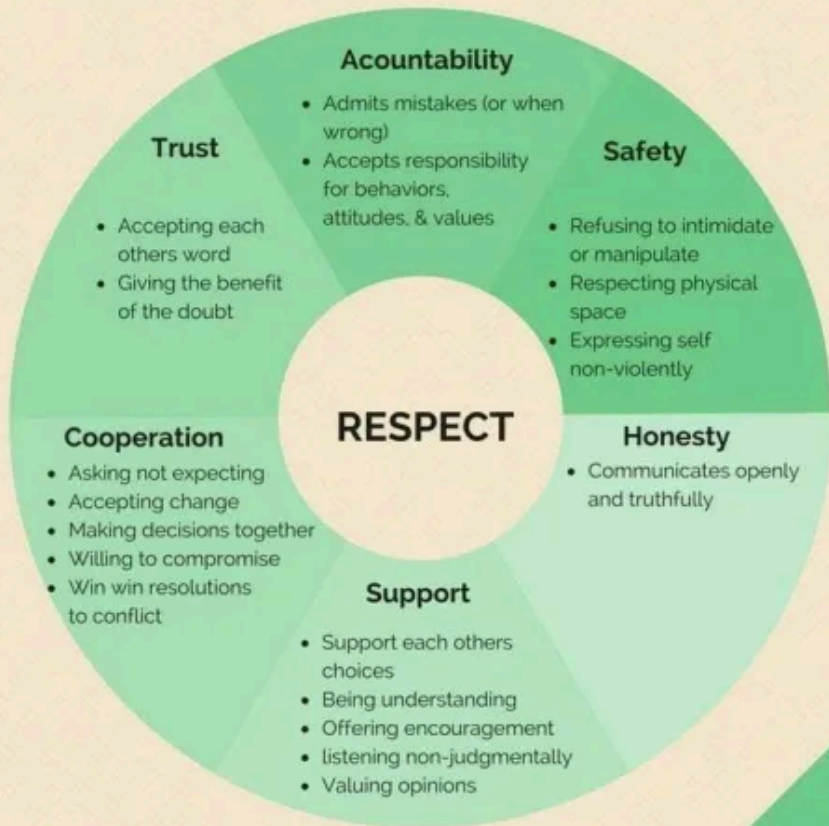 Acountability
• Admits mistakes (or when
wrong)
• Accepts responsibility
for behaviors,
attitudes, & values
Safety
• Refusing to intimidate
or manipulate
• Respecting physical
space
• Expressing self
non-violently
Honesty
• Communicates openly
and truthfully
Support
• Support each others
choices
• Being understanding
• Offering encouragement
• listening non-judgmentally
• Valuing opinions
Cooperation
• Asking not expecting
• Accepting change
• Making decisions together
• Willing to compromise
• Win win resolutions
to conflict
Trust
• Accepting each
others word
• Giving the benefit
of the doubt
RESPECT